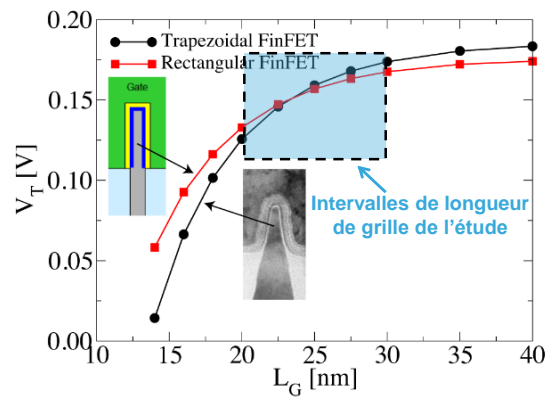 0.20
Trapezoidal FinFET
Rectangular FinFET
Gate
0.15
0.10
0.05
0.00
V_T [V]
Intervalles de longueur
de grille de l'étude
10 15 20 25 30 35 40
L_G [nm]